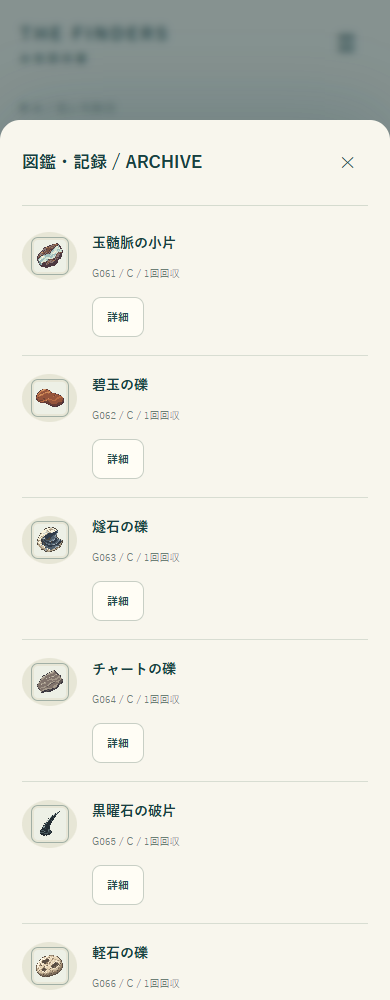 THE FINDERS
図鑑・記録 / ARCHIVE
玉髄脈の小片
G061 / C / 1回回収
詳細
碧玉の礫
G062 / C / 1回回収
詳細
燧石の礫
G063 / C / 1回回収
詳細
チャートの礫
G064 / C / 1回回収
詳細
黒曜石の破片
G065 / C / 1回回収
詳細
軽石の礫
G066 / C / 1回回収